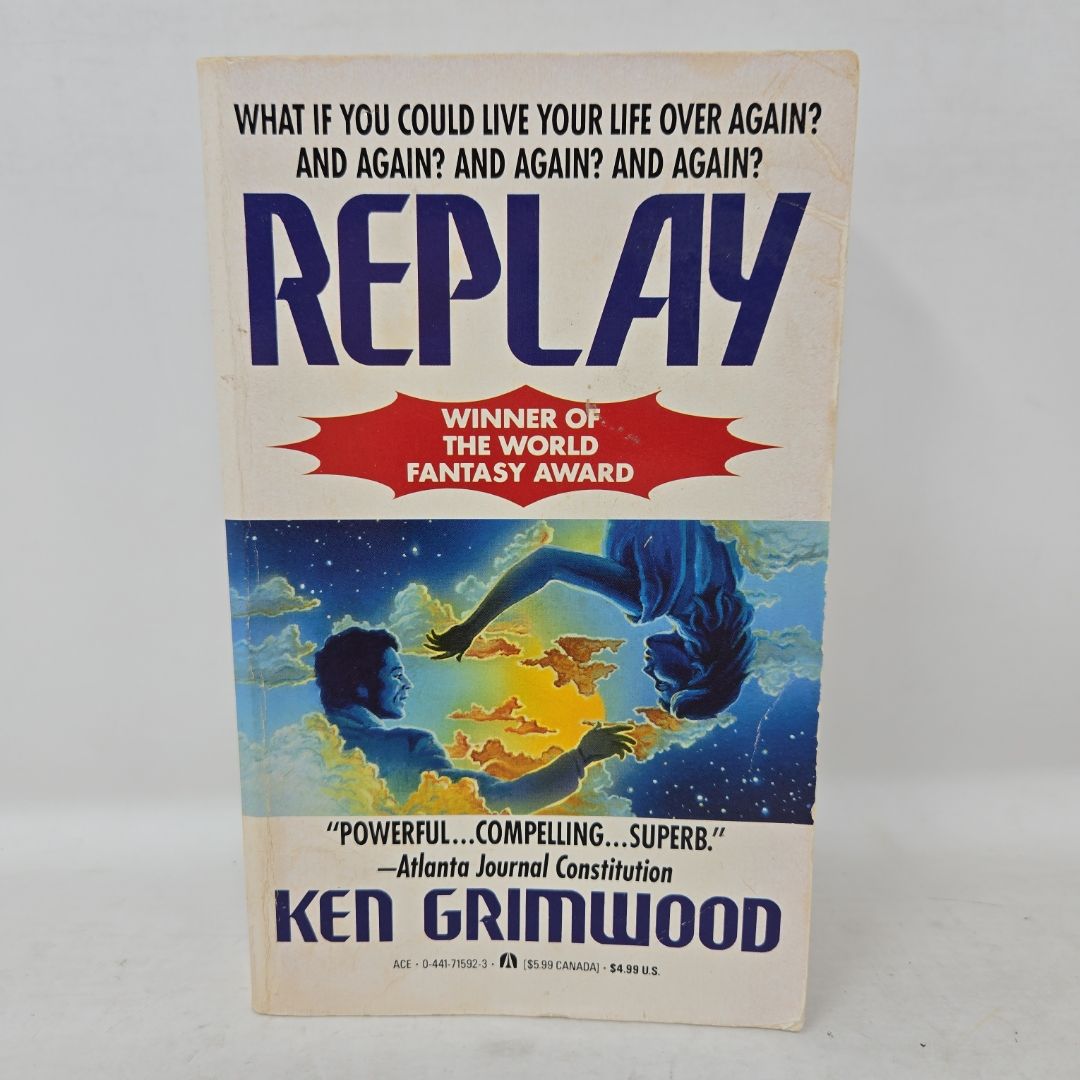 WHAT IF YOU COULD LIVE YOUR LIFE OVER AGAIN?
AND AGAIN? AND AGAIN? AND AGAIN?
REPLAY
WINNER OF
THE WORLD
FANTASY AWARD
“POWERFUL...COMPELLING...SUPERB.”
—Atlanta Journal Constitution
KEN GRIMWOOD
ACE · 0-441-71592-3 · [$5.99 CANADA] · $4.99 U.S.